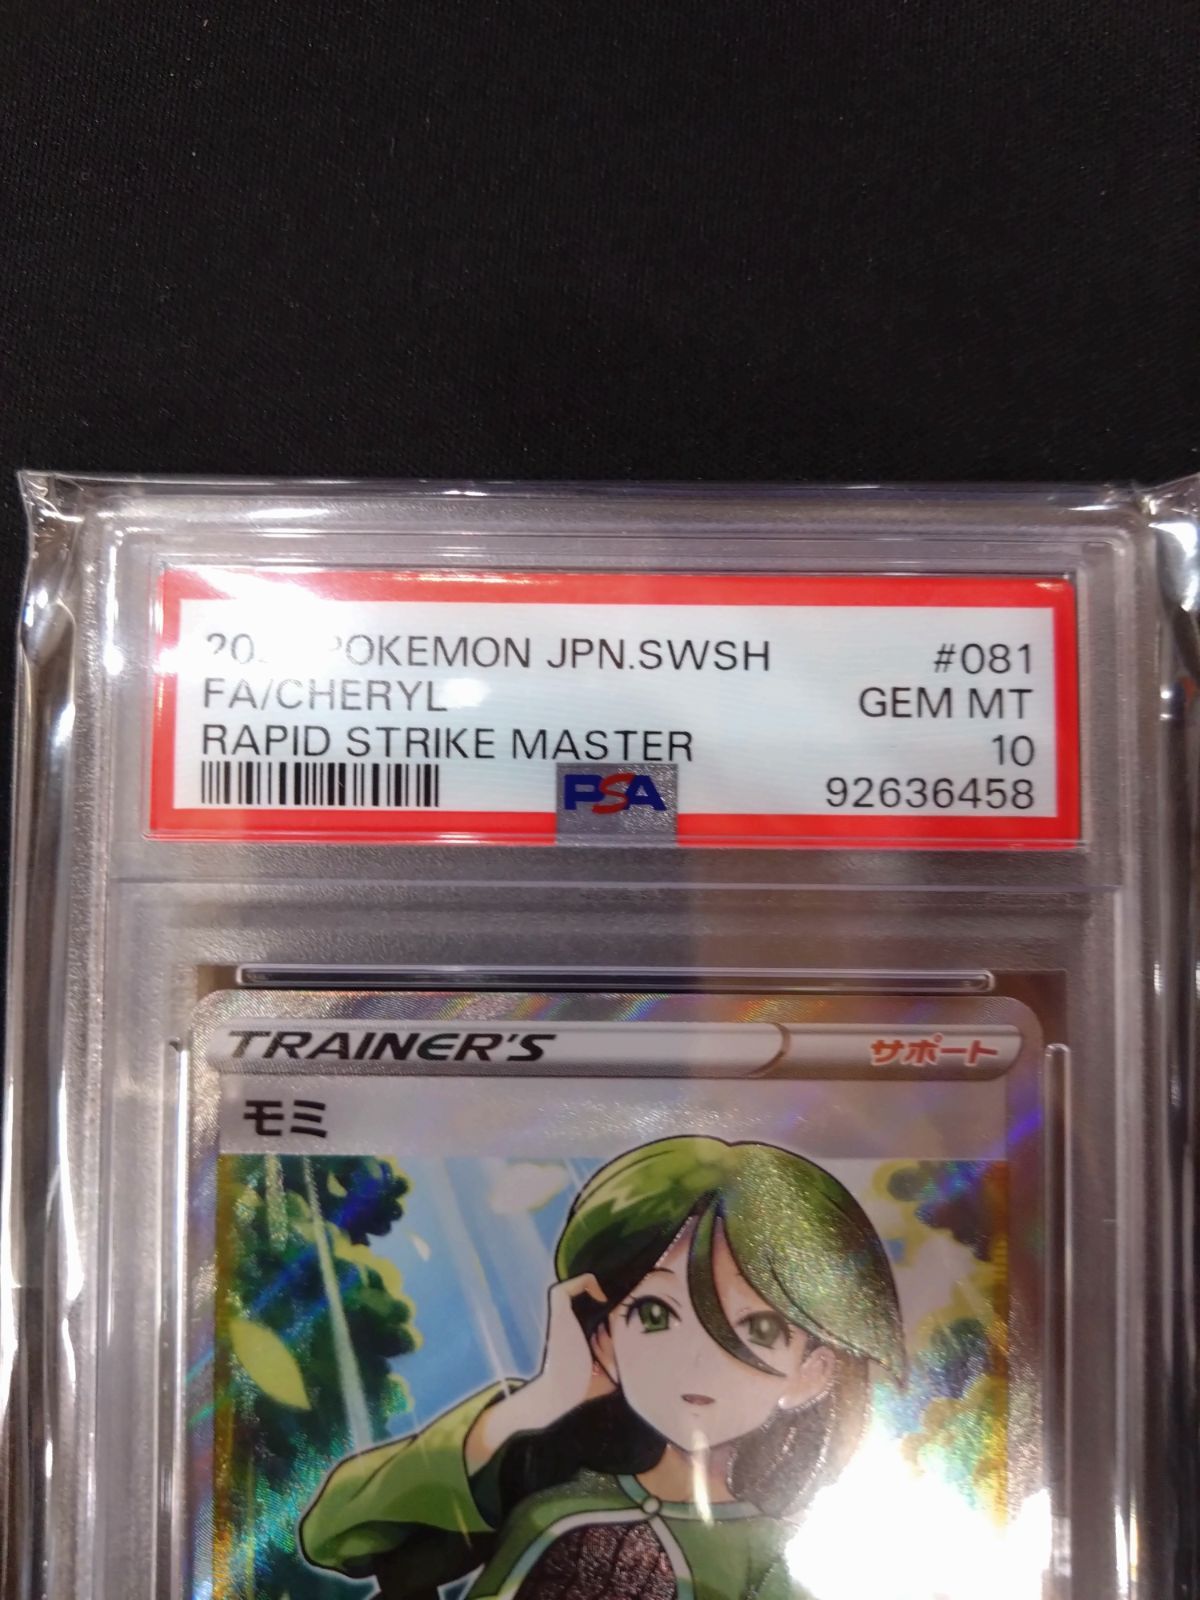 POKEMON JPN.SWSH #081
FA/CHERYL GEM MT
RAPID STRIKE MASTER 10
PSA 92636458
TRAINER'S サポート
モミ